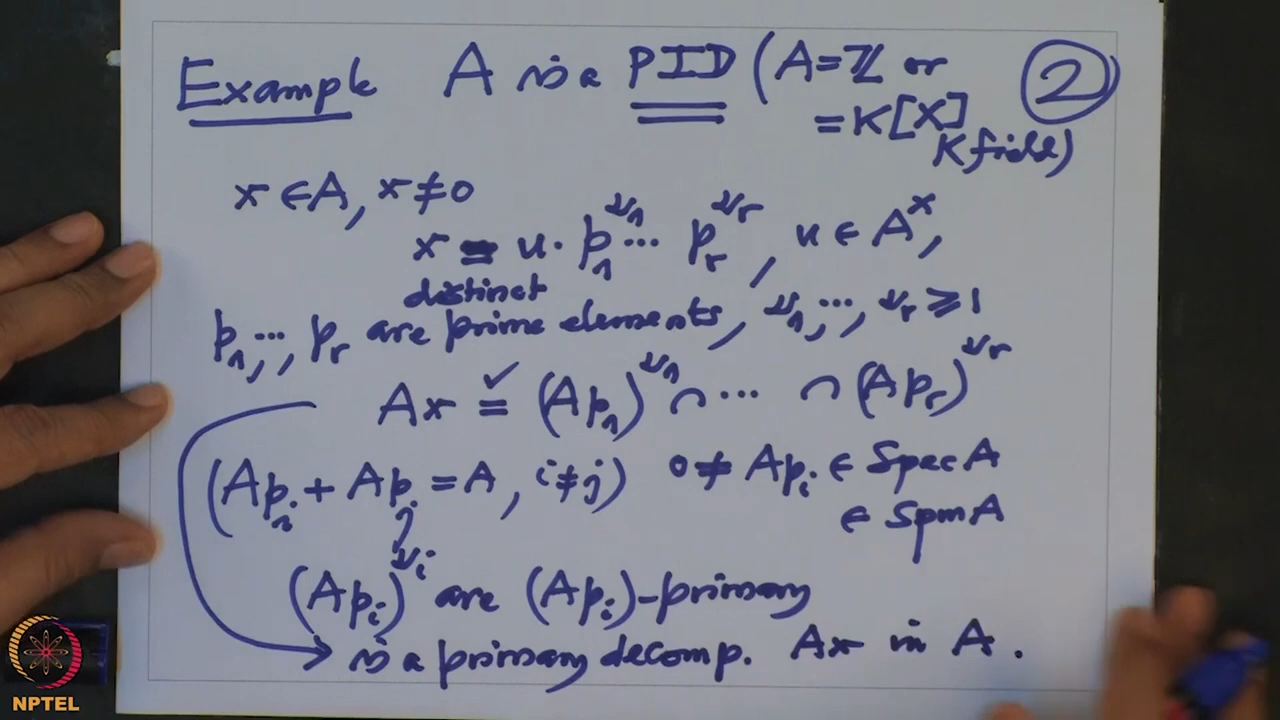 Example A is a PID (A=ℤ or ②
=K[X]
K field)
x ∈ A, x ≠ 0
x = u · p₁^ν₁ ⋯ p_r^ν_r, u ∈ A^×,
distinct
p₁, ⋯, p_r are prime elements, ν₁, ⋯, ν_r ⩾ 1
✓
Ax = (Ap₁)^ν₁ ∩ ⋯ ∩ (Ap_r)^ν_r
(Ap_i + Ap_j = A, i≠j) 0 ≠ Ap_i ∈ Spec A
∈ Spm A
(Ap_i)^ν_i are (Ap_i)-primary
→ is a primary decomp. Ax in A.
NPTEL